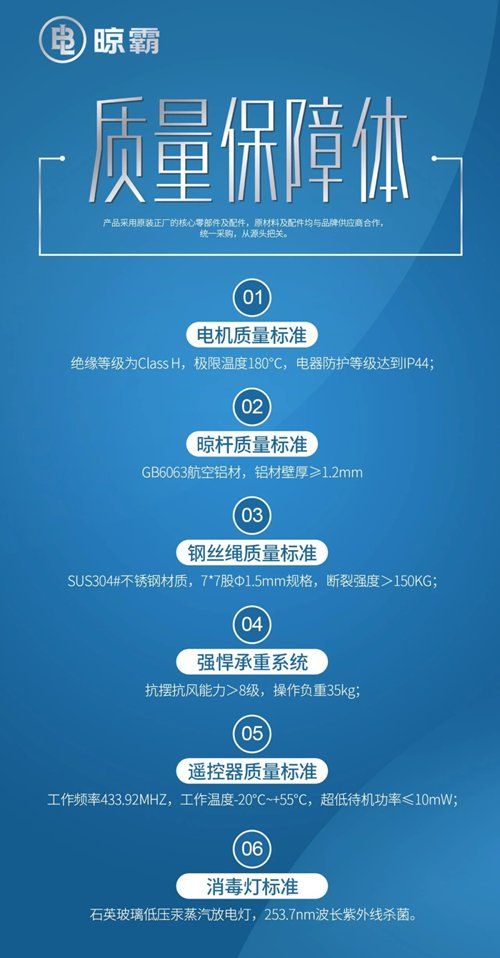 晾霸
质量保障体
产品采用原装正厂的核心零部件及配件，原材料及配件均与品牌供应商合作，
统一采购，从源头把关。
01
电机质量标准
绝缘等级为Class H，极限温度180°C，电器防护等级达到IP44；
02
晾杆质量标准
GB6063航空铝材，铝材壁厚≥1.2mm
03
钢丝绳质量标准
SUS304#不锈钢材质，7*7股Φ1.5mm规格，断裂强度＞150KG；
04
强悍承重系统
抗摆抗风能力＞8级，操作负重35kg；
05
遥控器质量标准
工作频率433.92MHZ，工作温度-20°C~+55°C，超低待机功率≤10mW；
06
消毒灯标准
石英玻璃低压汞蒸汽放电灯，253.7nm波长紫外线杀菌。